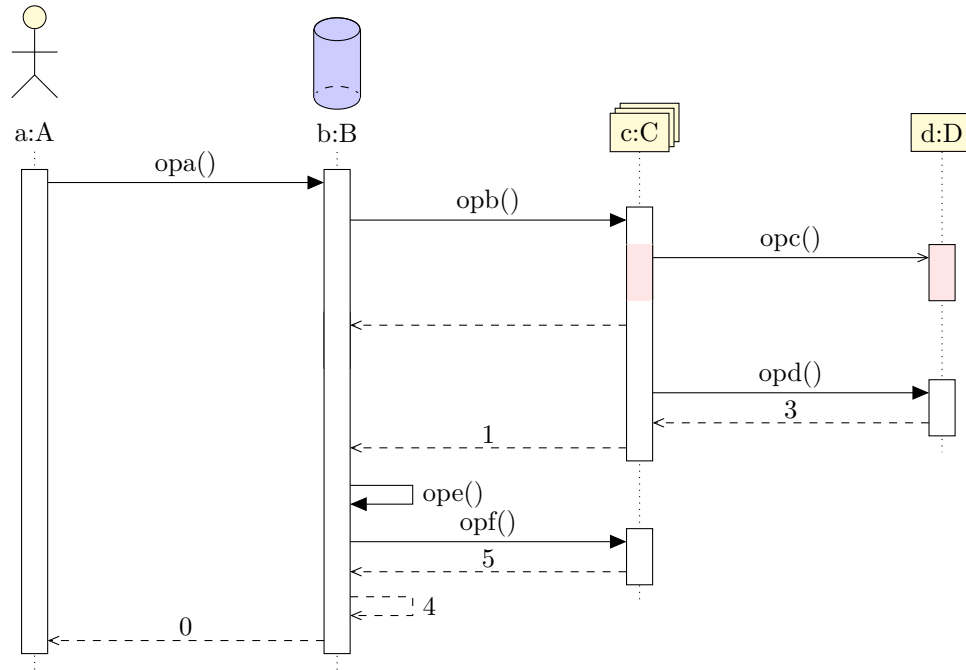 a:A
b:B
c:C
d:D
opa()
opb()
opc()
opd()
3
1
ope()
opf()
5
4
0